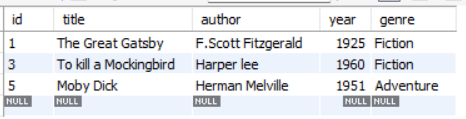 id title author year genre
1 The Great Gatsby F.Scott Fitzgerald 1925 Fiction
3 To kill a Mockingbird Harper lee 1960 Fiction
5 Moby Dick Herman Melville 1951 Adventure
NULL NULL NULL NULL NULL